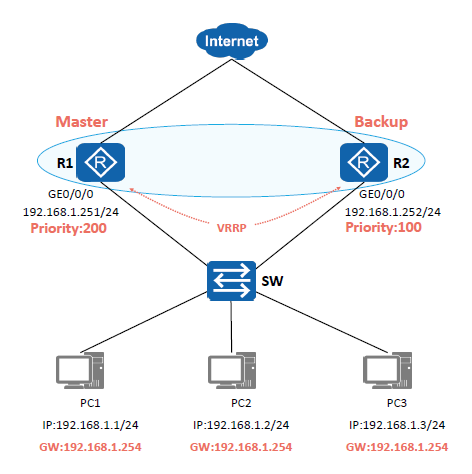 Internet
Master
Backup
R1
R2
GE0/0/0
GE0/0/0
192.168.1.251/24
192.168.1.252/24
Priority:200
VRRP
Priority:100
SW
PC1
PC2
PC3
IP:192.168.1.1/24
IP:192.168.1.2/24
IP:192.168.1.3/24
GW:192.168.1.254
GW:192.168.1.254
GW:192.168.1.254